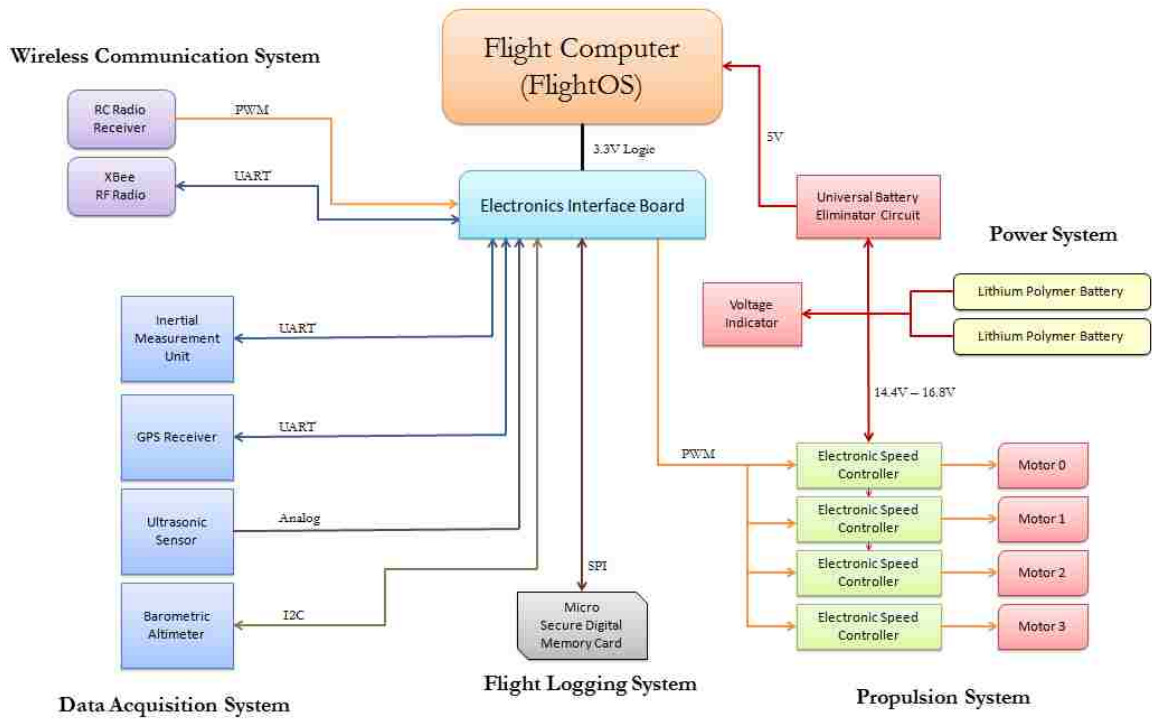 Wireless Communication System
Flight Computer
(FlightOS)
RC Radio
Receiver
PWM
5V
3.3V Logic
XBee
RF Radio
UART
Electronics Interface Board
Universal Battery
Eliminator Circuit
Power System
Lithium Polymer Battery
Lithium Polymer Battery
Voltage
Indicator
Inertial
Measurement
Unit
UART
14.4V – 16.8V
GPS Receiver
UART
PWM
Electronic Speed
Controller
Motor 0
Electronic Speed
Controller
Motor 1
Electronic Speed
Controller
Motor 2
Electronic Speed
Controller
Motor 3
Ultrasonic
Sensor
Analog
SPI
Barometric
Altimeter
I2C
Micro
Secure Digital
Memory Card
Data Acquisition System
Flight Logging System
Propulsion System